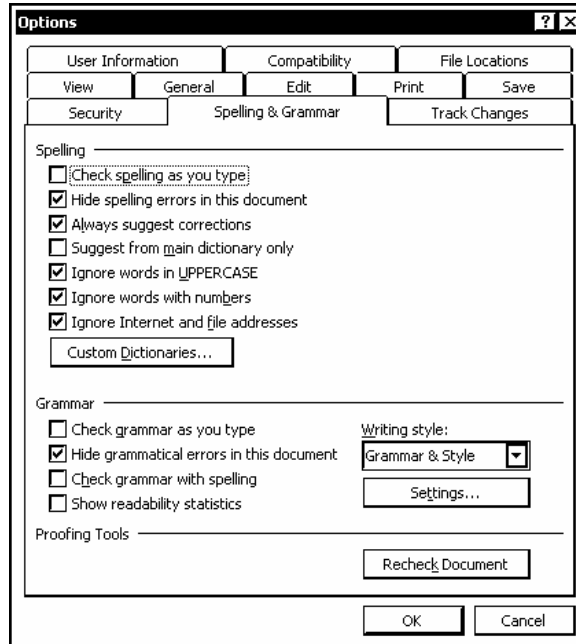 Options
User Information Compatibility File Locations
View General Edit Print Save
Security Spelling & Grammar Track Changes
Spelling
Check spelling as you type
Hide spelling errors in this document
Always suggest corrections
Suggest from main dictionary only
Ignore words in UPPERCASE
Ignore words with numbers
Ignore Internet and file addresses
Custom Dictionaries...
Grammar
Check grammar as you type Writing style:
Hide grammatical errors in this document Grammar & Style
Check grammar with spelling
Settings...
Show readability statistics
Proofing Tools
Recheck Document
OK Cancel